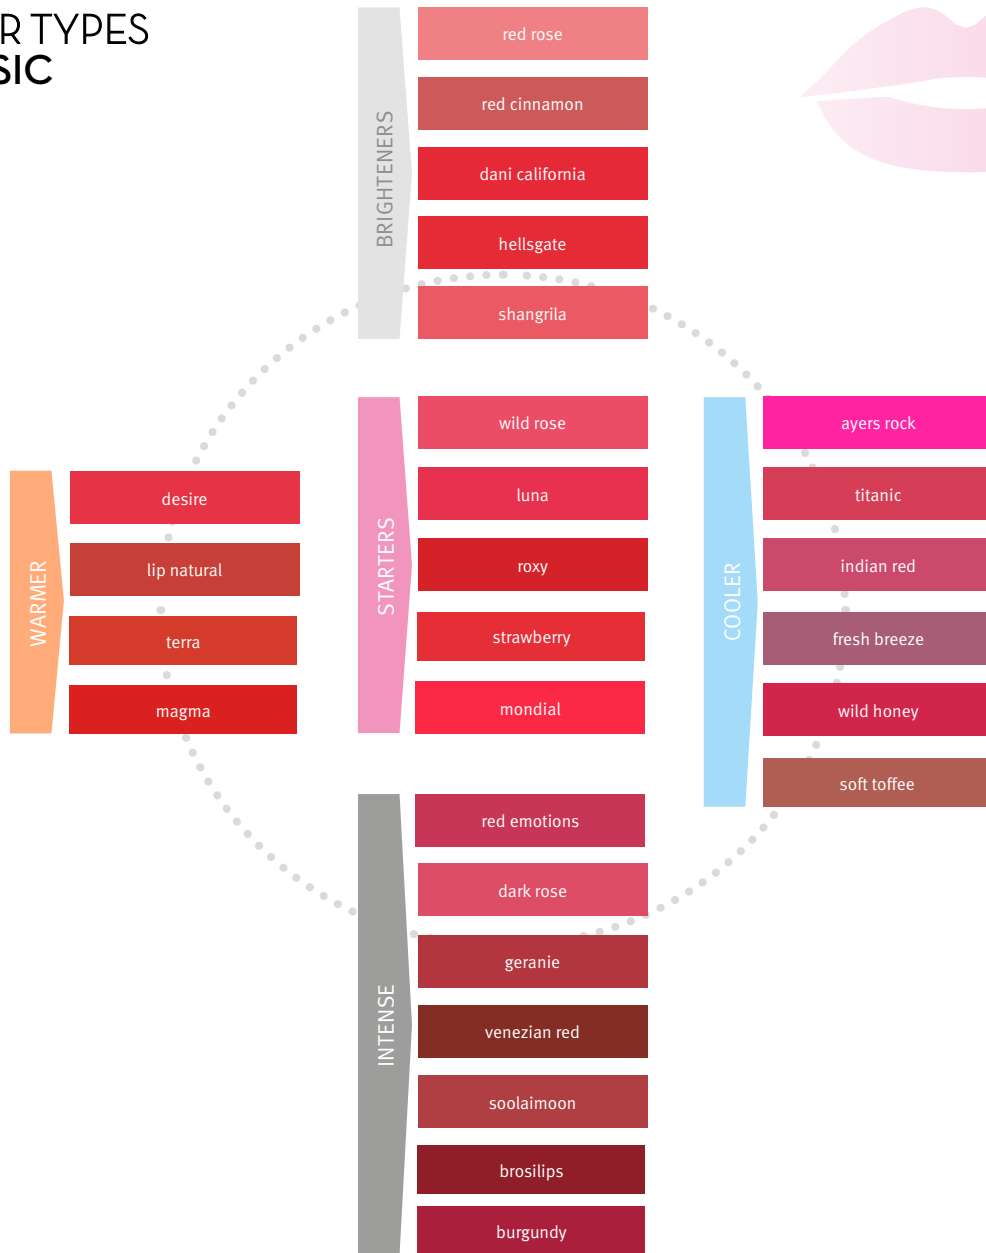 R TYPES
SIC
BRIGHTENERS
red rose
red cinnamon
dani california
hellsgate
shangrila
WARMER
desire
lip natural
terra
magma
STARTERS
wild rose
luna
roxy
strawberry
mondial
COOLER
ayers rock
titanic
indian red
fresh breeze
wild honey
soft toffee
INTENSE
red emotions
dark rose
geranie
venezian red
soolaimoon
brosilips
burgundy